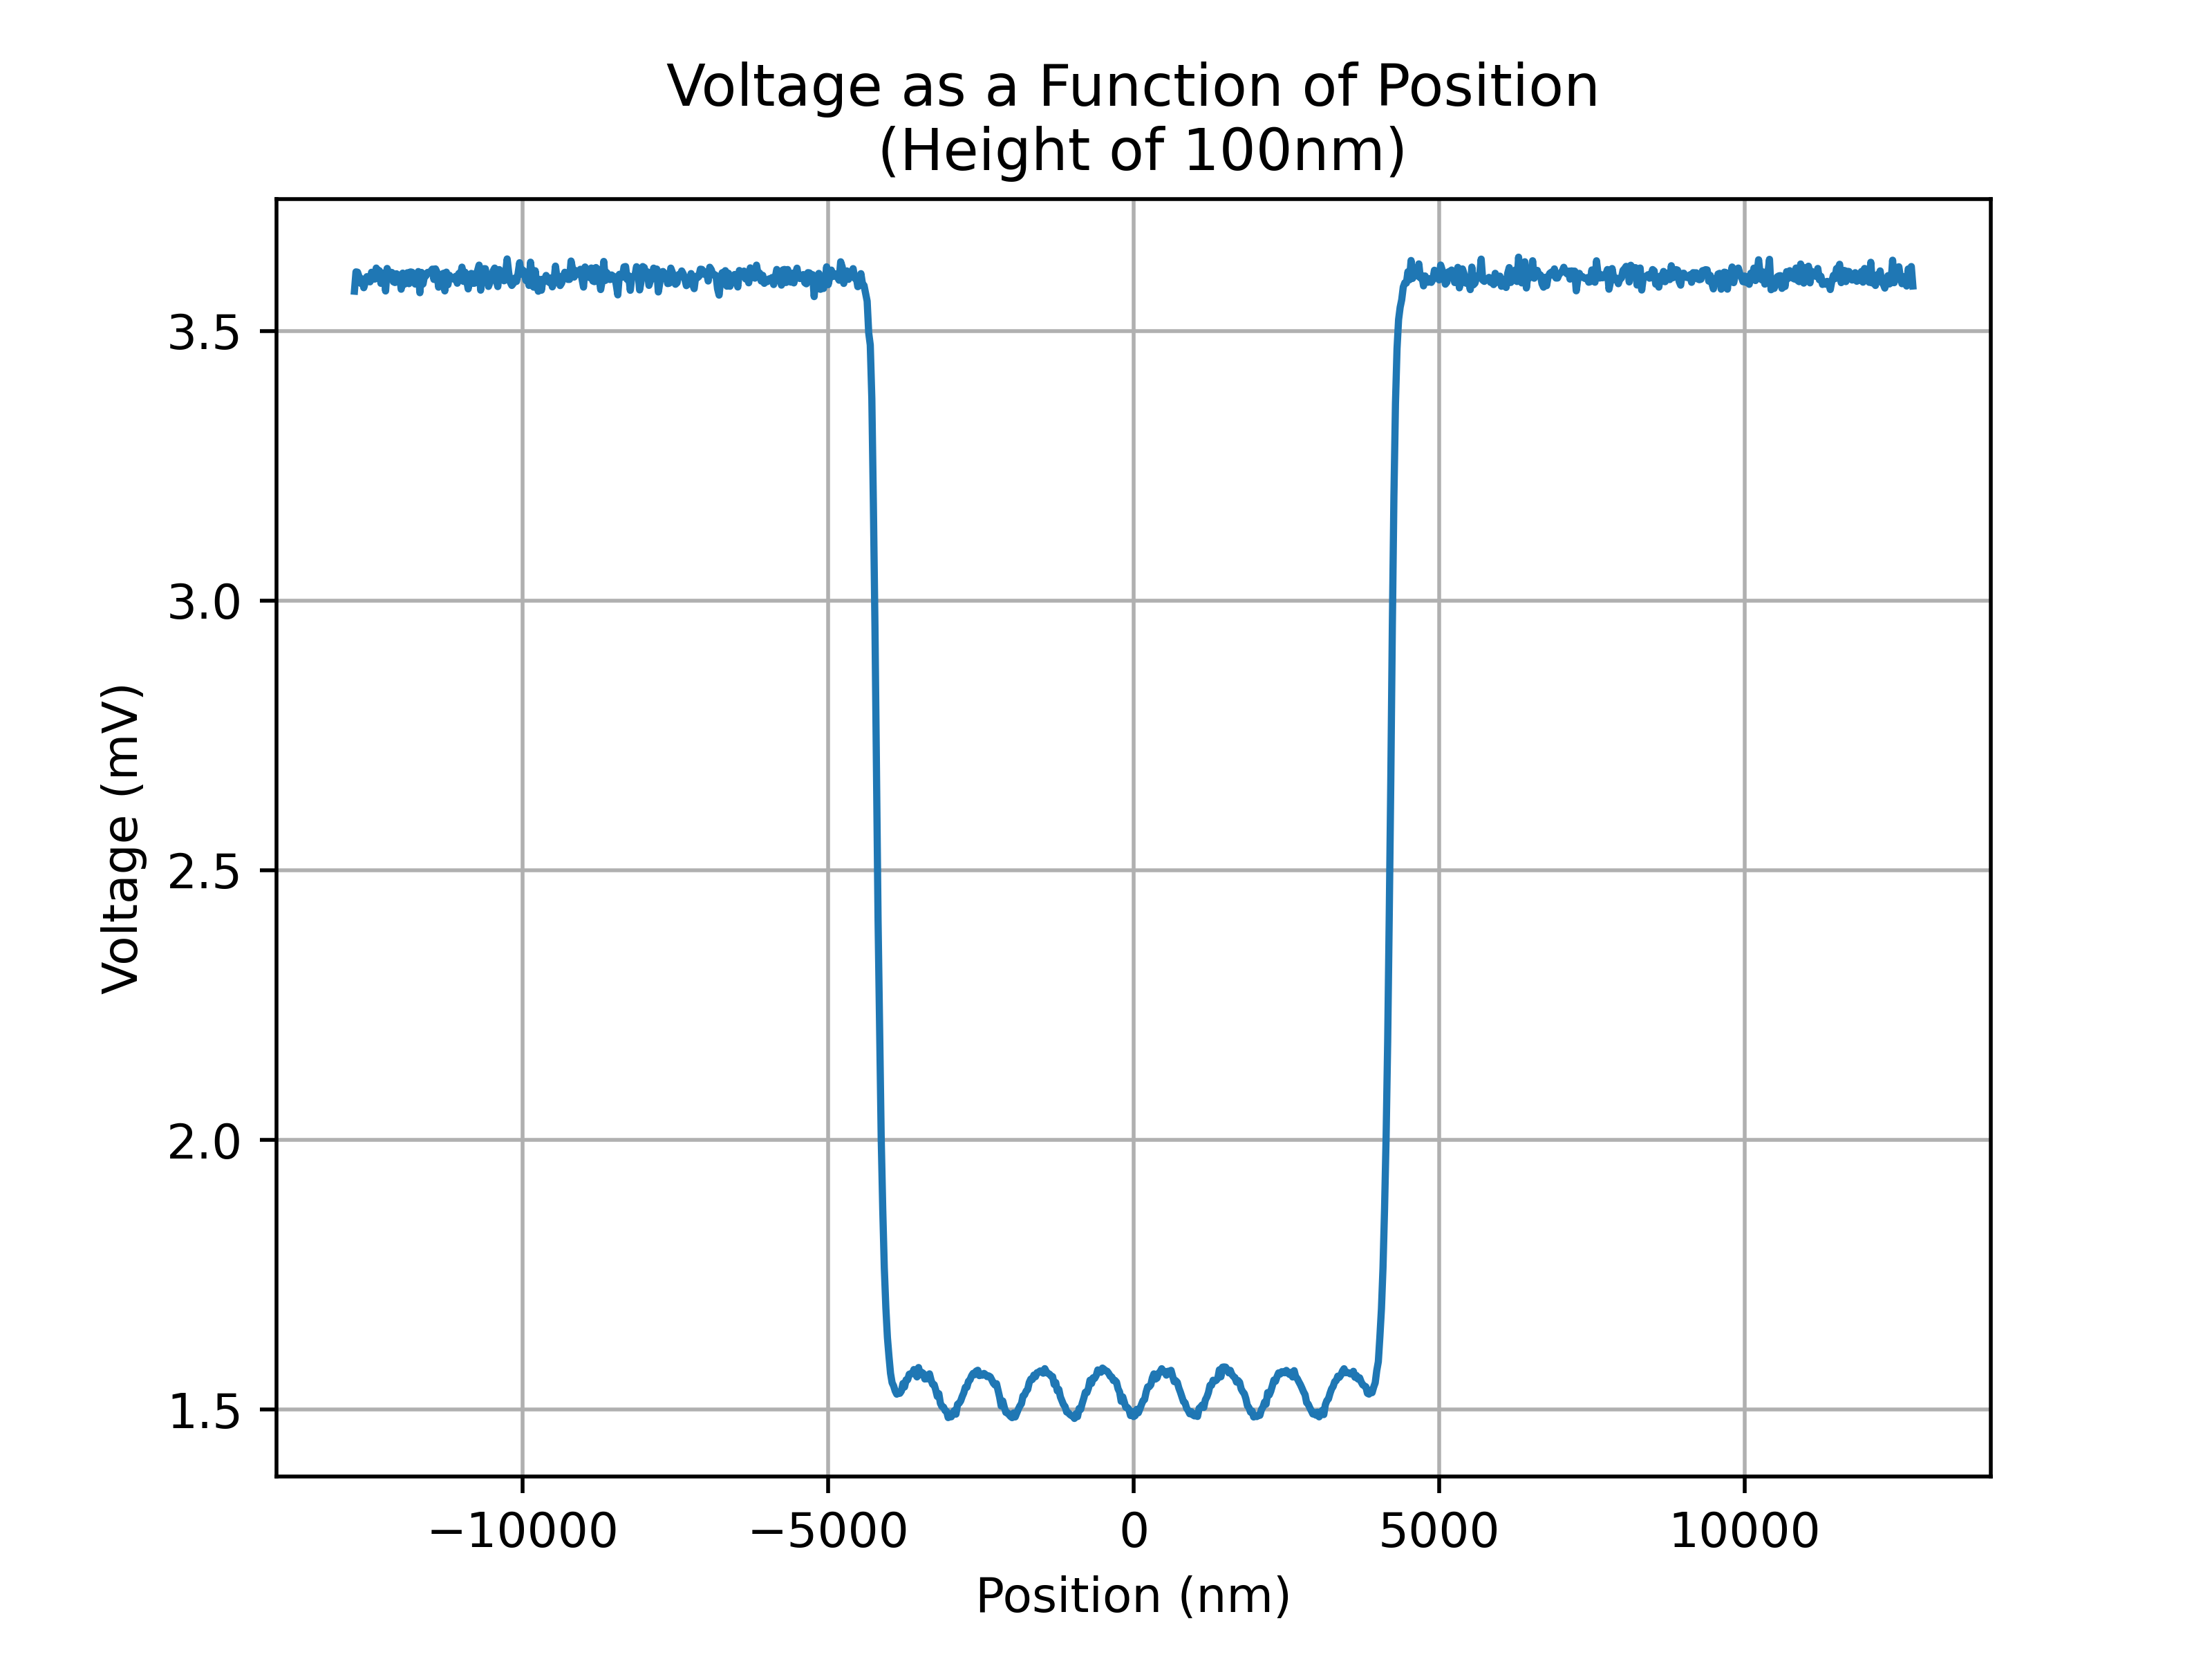 Voltage as a Function of Position
(Height of 100nm)
3.5
3.0
2.5
2.0
1.5
Voltage (mV)
−10000 −5000 0 5000 10000
Position (nm)